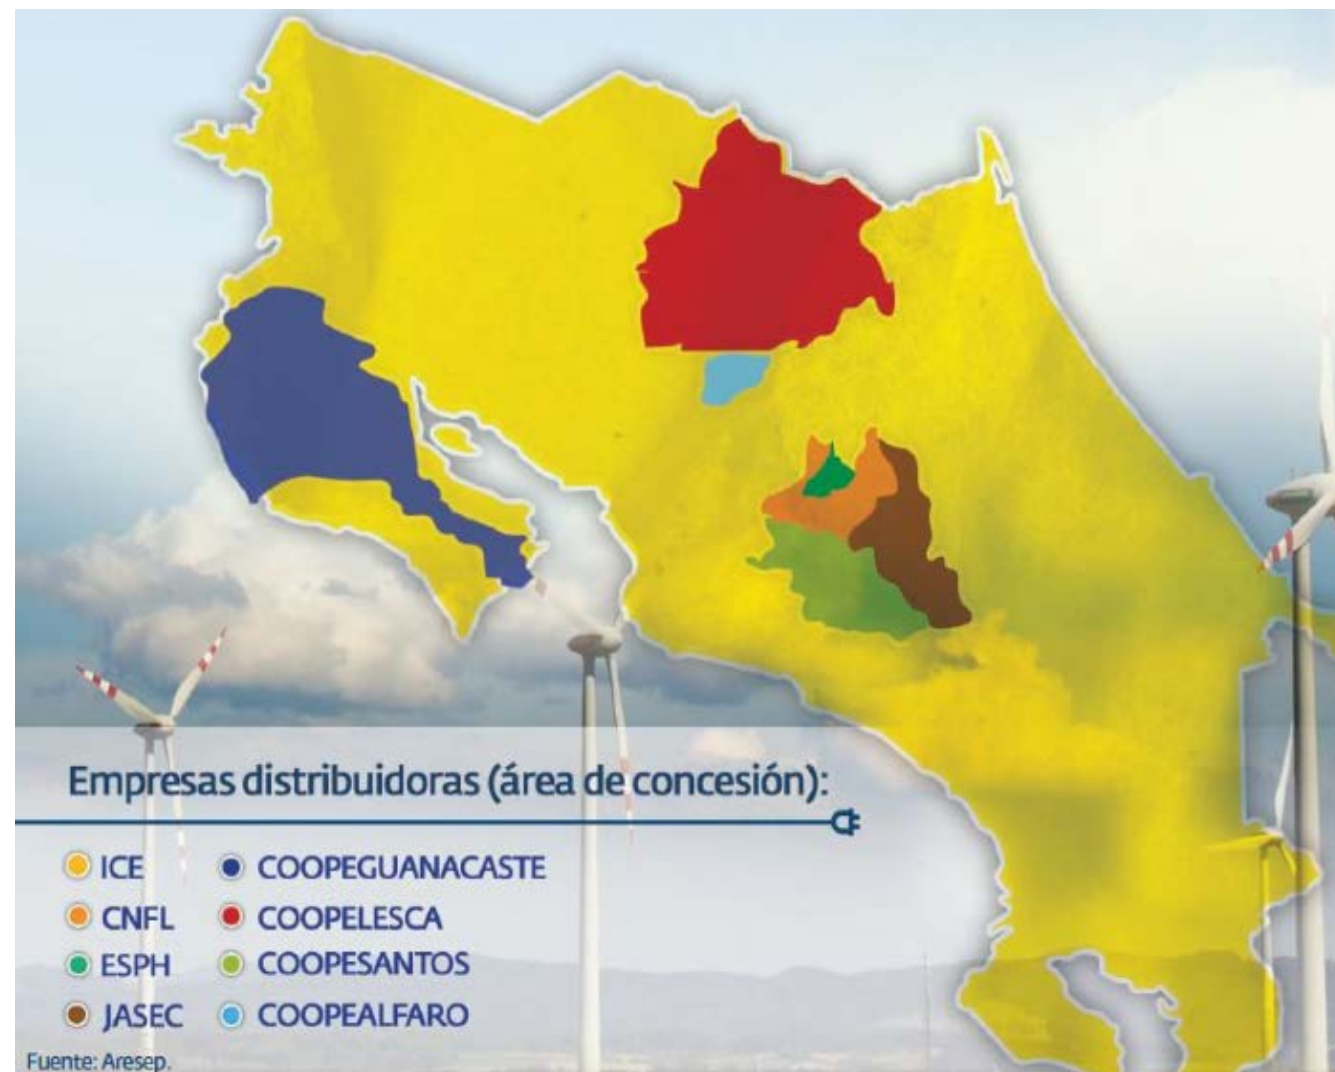 Empresas distribuidoras (área de concesión):
ICE
CNFL
ESPH
JASEC
COOPEGUANACASTE
COOPELESCA
COOPESANTOS
COOPEALFARO
Fuente: Aresep.